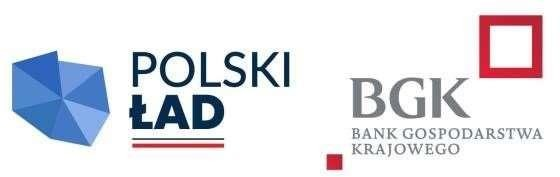 POLSKI
ŁAD
BGK
BANK GOSPODARSTWA
KRAJOWEGO